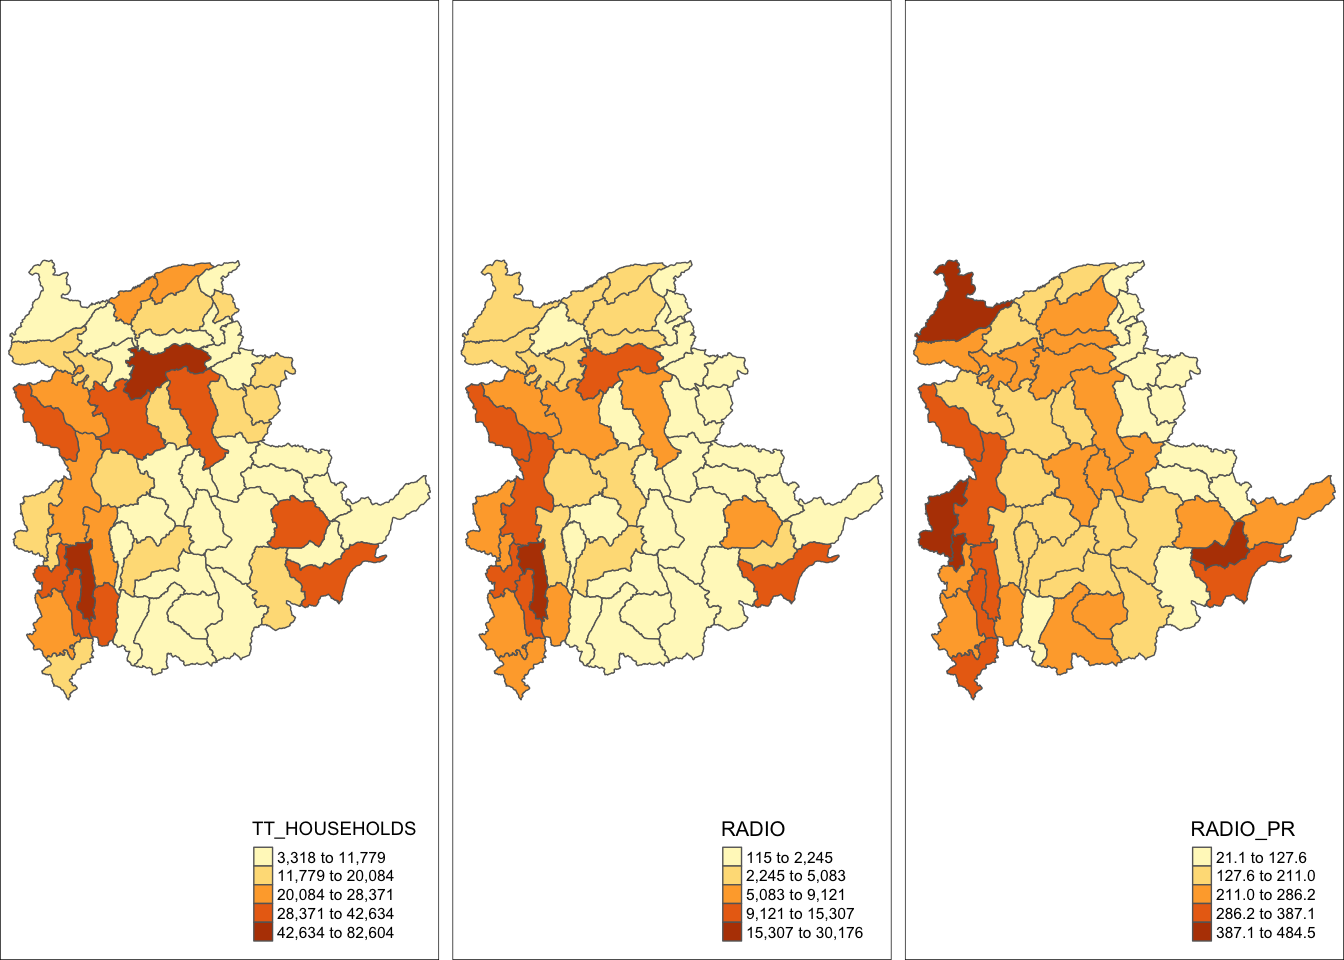 TT_HOUSEHOLDS
3,318 to 11,779
11,779 to 20,084
20,084 to 28,371
28,371 to 42,634
42,634 to 82,604
RADIO
115 to 2,245
2,245 to 5,083
5,083 to 9,121
9,121 to 15,307
15,307 to 30,176
RADIO_PR
21.1 to 127.6
127.6 to 211.0
211.0 to 286.2
286.2 to 387.1
387.1 to 484.5